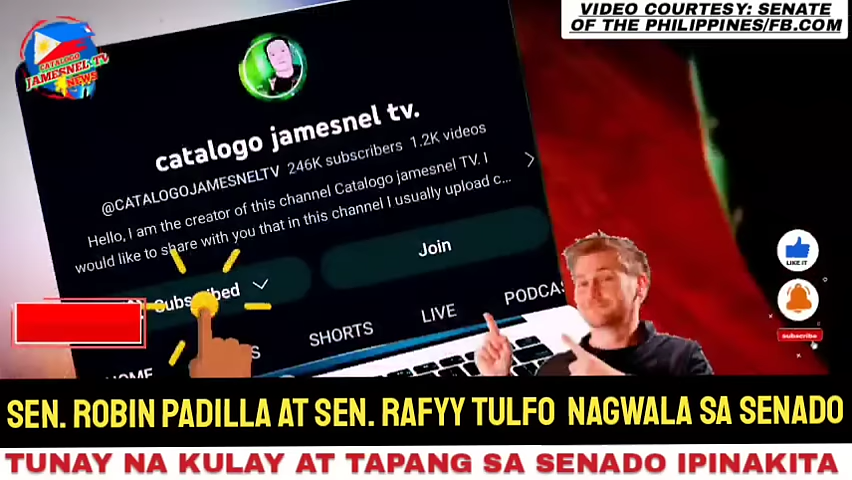 VIDEO COURTESY: SENATE
OF THE PHILIPPINES/FB.COM
CATALOGO
JAMESNEL TV
NEWS
catalogo jamesnel tv.
@CATALOGOJAMESNELTV 246K subscribers 1.2K videos
Hello, I am the creator of this channel Catalogo jamesnel TV. I
would like to share with you that in this channel I usually upload c...
Subscribed
Join
HOME
SHORTS
LIVE
PODCAS
LIKE IT
subscribe
SEN. ROBIN PADILLA AT SEN. RAFYY TULFO NAGWALA SA SENADO
TUNAY NA KULAY AT TAPANG SA SENADO IPINAKITA